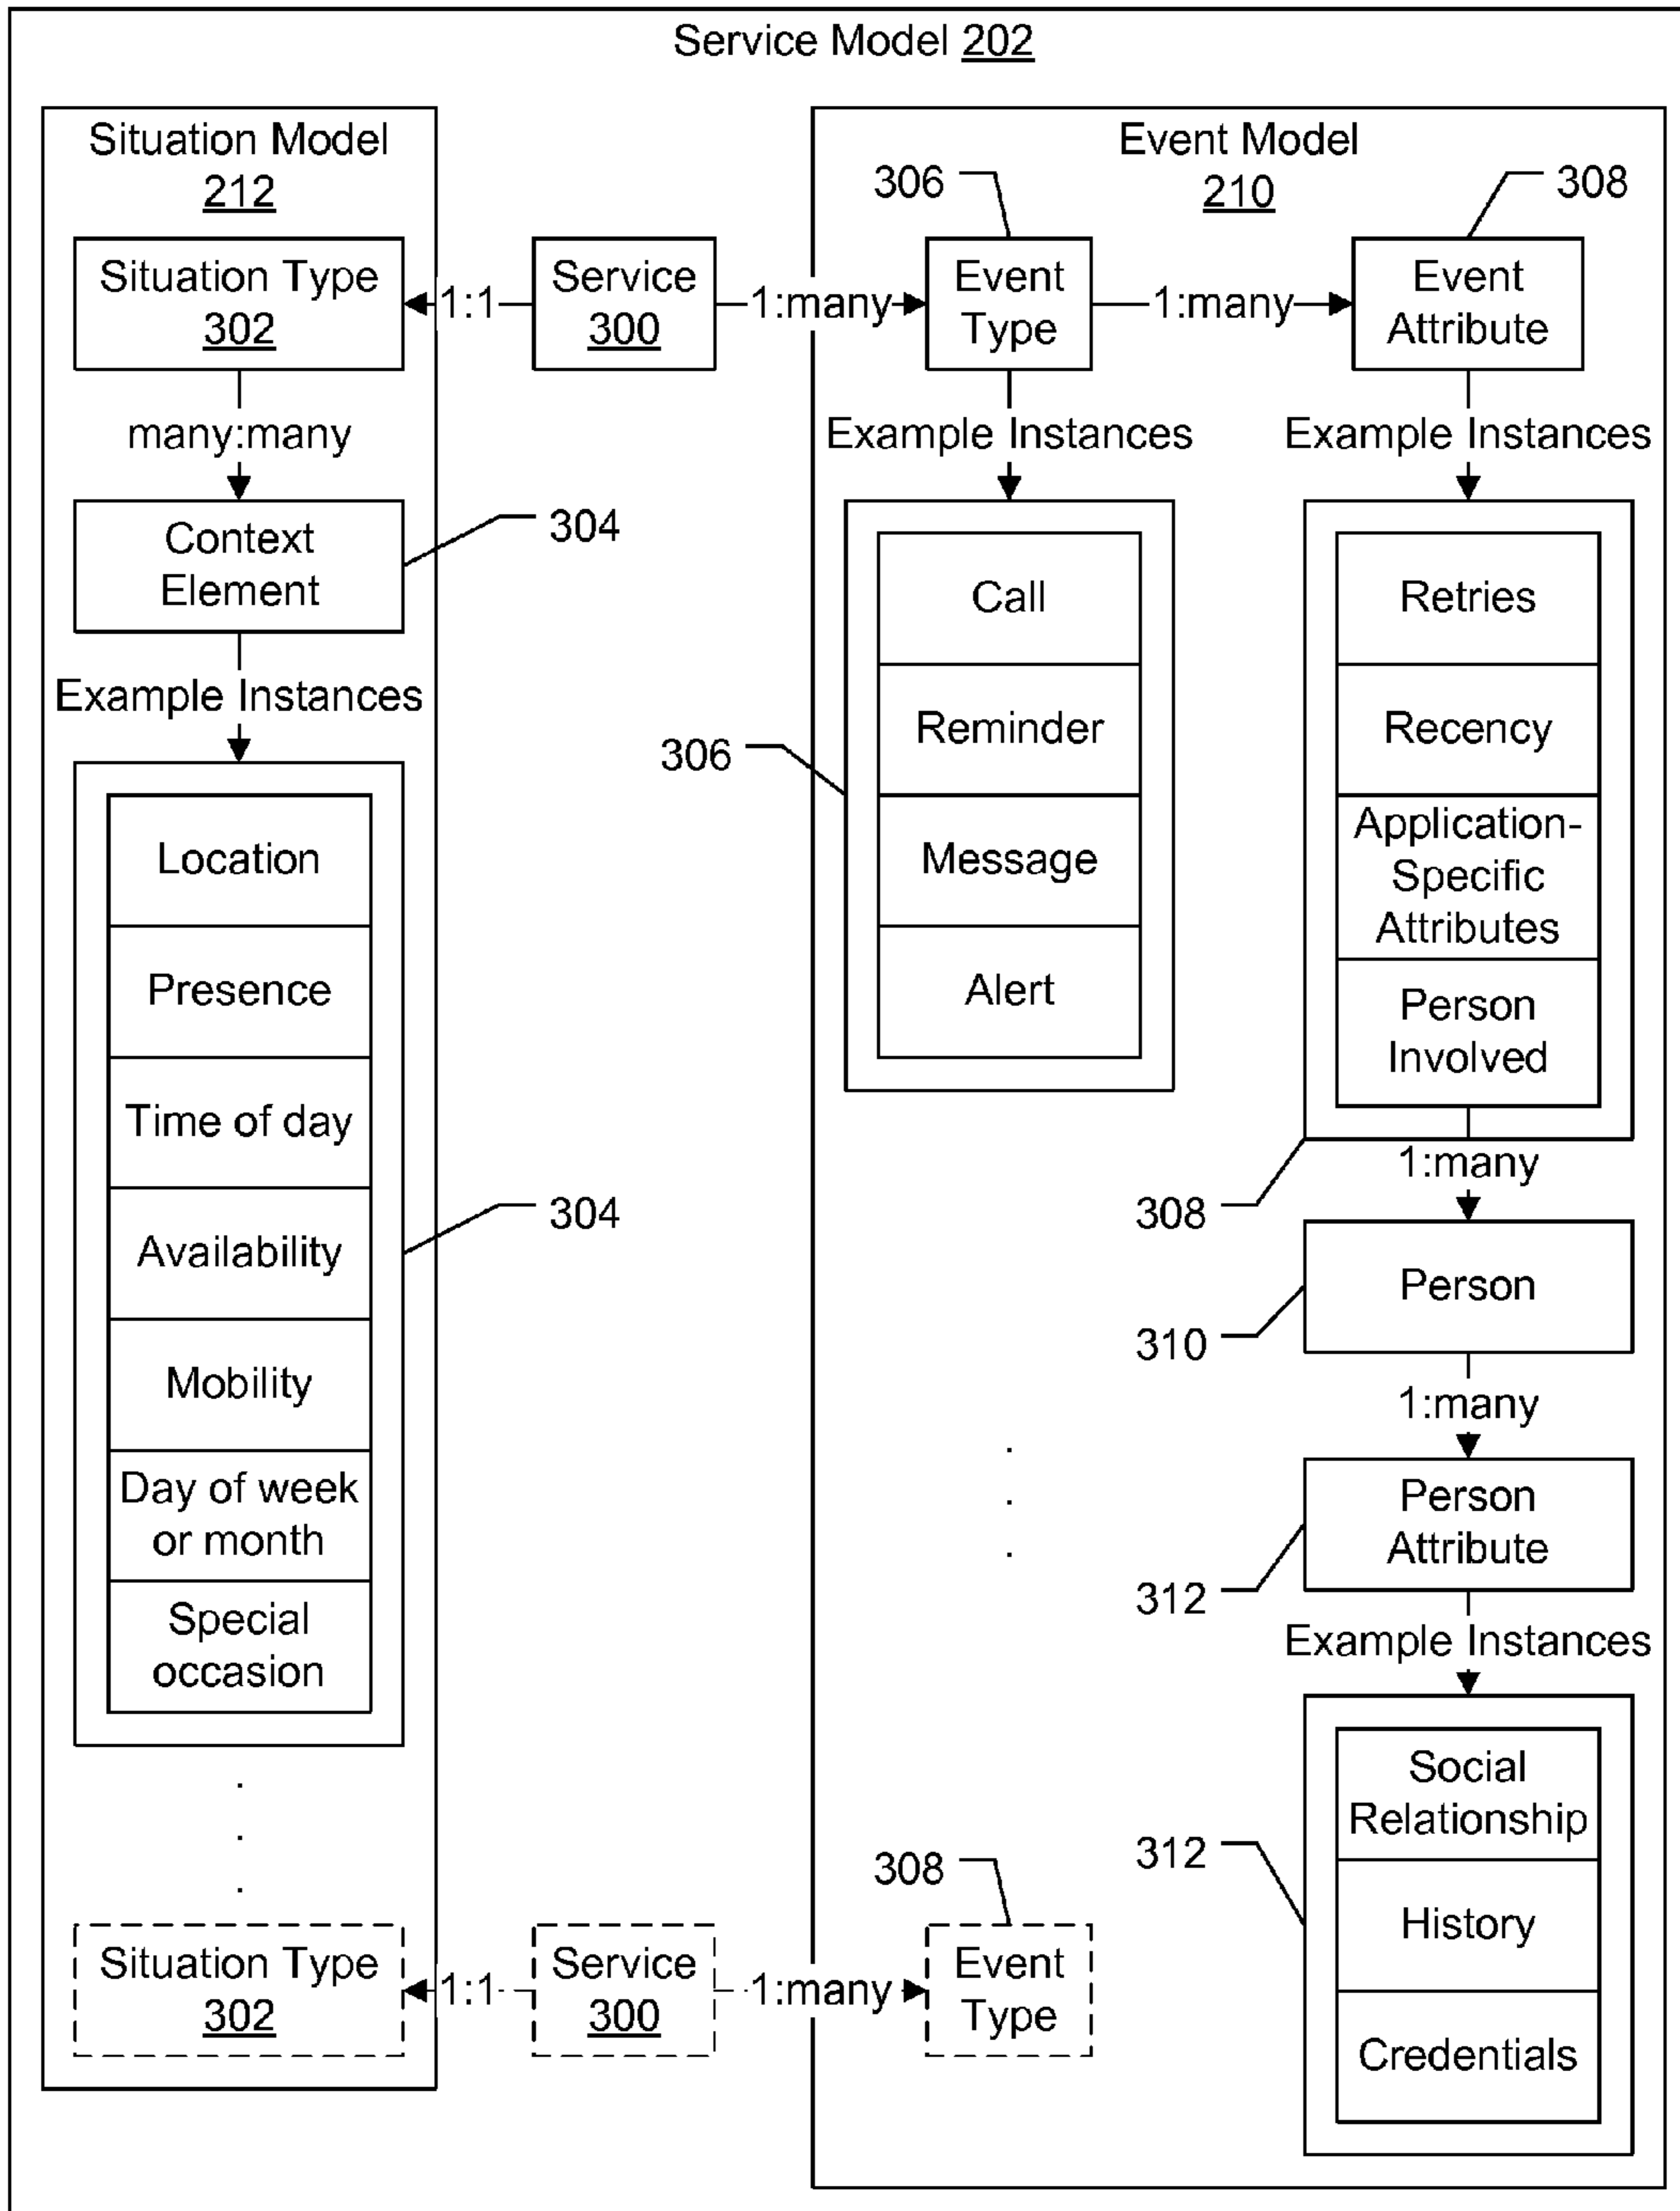 Service Model 202
Situation Model
212
Event Model
210
306
308
Situation Type
302
1:1
Service
300
1:many
Event
Type
1:many
Event
Attribute
many:many
Example Instances
Example Instances
Context
Element
304
Example Instances
Location
Presence
Time of day
Availability
Mobility
Day of week
or month
Special
occasion
304
306
Call
Reminder
Message
Alert
Retries
Recency
Application-
Specific
Attributes
Person
Involved
308
1:many
Person
310
1:many
Person
Attribute
312
Example Instances
Social
Relationship
History
Credentials
312
.
.
.
.
.
.
308
Situation Type
302
1:1
Service
300
1:many
Event
Type